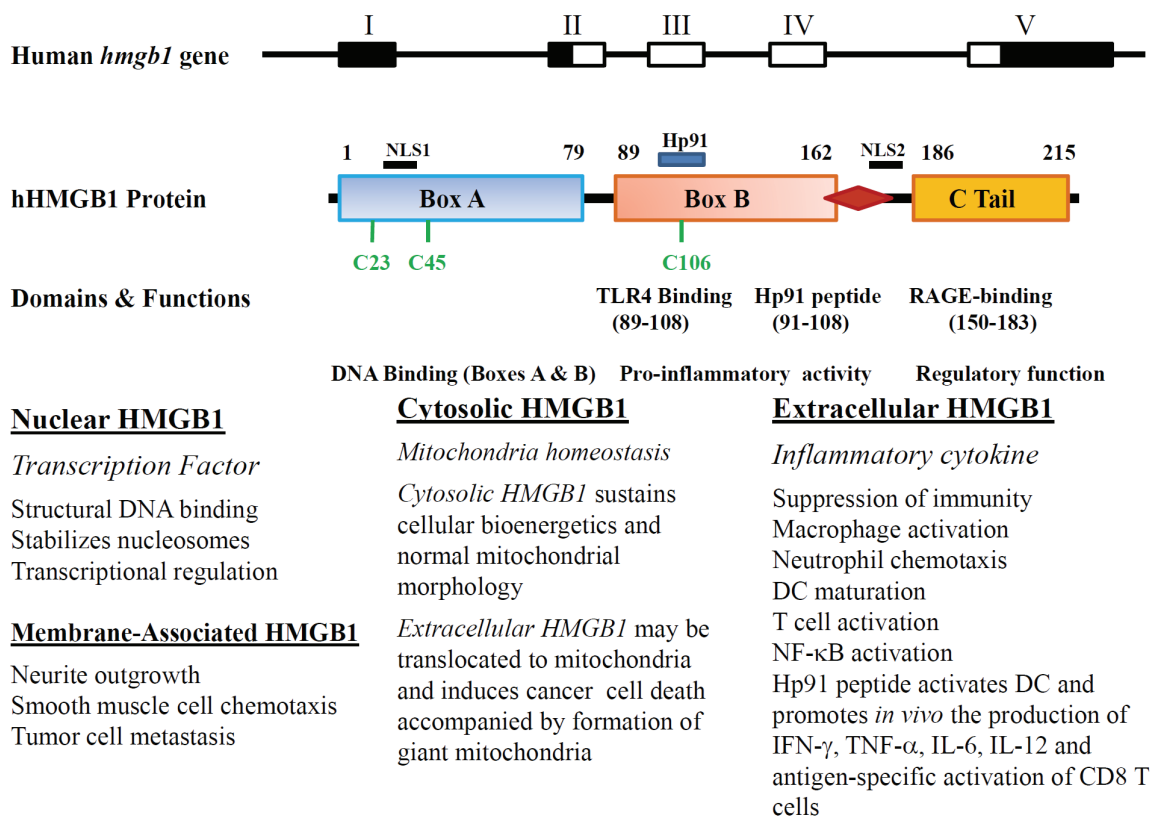 I II III IV V
Human hmgb1 gene
1 NLS1 79 89 Hp91 162 NLS2 186 215
hHMGB1 Protein Box A Box B C Tail
C23 C45 C106
Domains & Functions
TLR4 Binding
(89-108)
Hp91 peptide
(91-108)
RAGE-binding
(150-183)
DNA Binding (Boxes A & B) Pro-inflammatory activity Regulatory function
Nuclear HMGB1
Transcription Factor
Structural DNA binding
Stabilizes nucleosomes
Transcriptional regulation
Membrane-Associated HMGB1
Neurite outgrowth
Smooth muscle cell chemotaxis
Tumor cell metastasis
Cytosolic HMGB1
Mitochondria homeostasis
Cytosolic HMGB1 sustains
cellular bioenergetics and
normal mitochondrial
morphology
Extracellular HMGB1 may be
translocated to mitochondria
and induces cancer cell death
accompanied by formation of
giant mitochondria
Extracellular HMGB1
Inflammatory cytokine
Suppression of immunity
Macrophage activation
Neutrophil chemotaxis
DC maturation
T cell activation
NF-κB activation
Hp91 peptide activates DC and
promotes in vivo the production of
IFN-γ, TNF-α, IL-6, IL-12 and
antigen-specific activation of CD8 T
cells